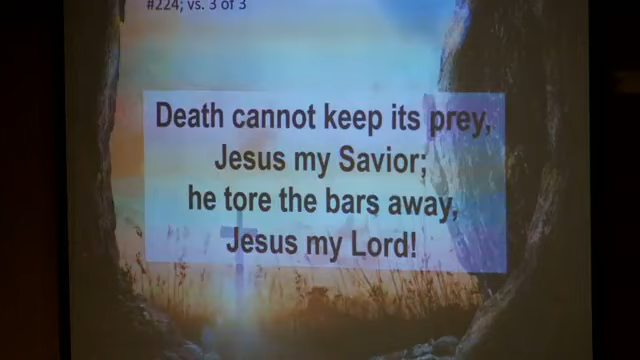 #224; vs. 3 of 3
Death cannot keep its prey,
Jesus my Savior;
he tore the bars away,
Jesus my Lord!